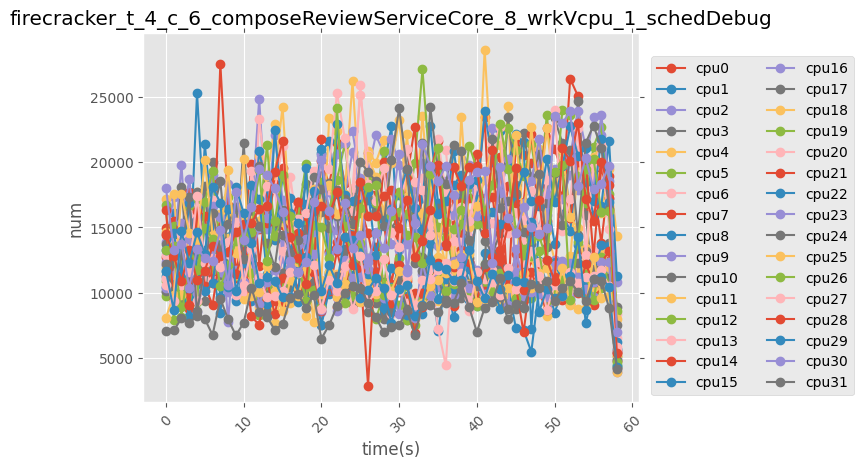 firecracker_t_4_c_6_composeReviewServiceCore_8_wrkVcpu_1_schedDebug
num
25000
20000
15000
10000
5000
0
10
20
30
40
50
60
time(s)
cpu0
cpu1
cpu2
cpu3
cpu4
cpu5
cpu6
cpu7
cpu8
cpu9
cpu10
cpu11
cpu12
cpu13
cpu14
cpu15
cpu16
cpu17
cpu18
cpu19
cpu20
cpu21
cpu22
cpu23
cpu24
cpu25
cpu26
cpu27
cpu28
cpu29
cpu30
cpu31